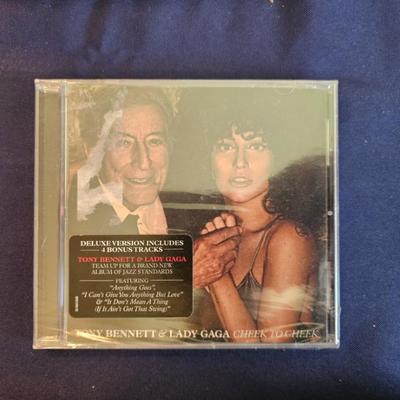 DELUXE VERSION INCLUDES
4 BONUS TRACKS
TONY BENNETT & LADY GAGA
TEAM UP FOR A BRAND NEW
ALBUM OF JAZZ STANDARDS
FEATURING
"Anything Goes",
"I Can't Give You Anything But Love"
& "It Don't Mean A Thing
(If It Ain't Got That Swing)"
TONY BENNETT & LADY GAGA CHEEK TO CHEEK